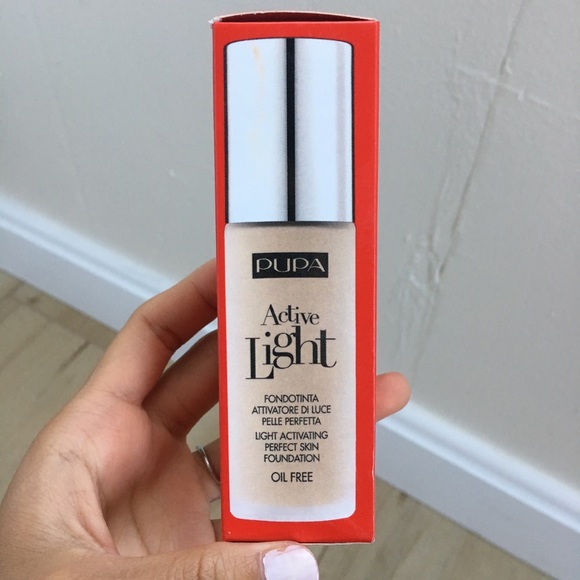 PUPA
Active
Light
FONDOTINTA
ATTIVATORE DI LUCE
PELLE PERFETTA
LIGHT ACTIVATING
PERFECT SKIN
FOUNDATION
OIL FREE